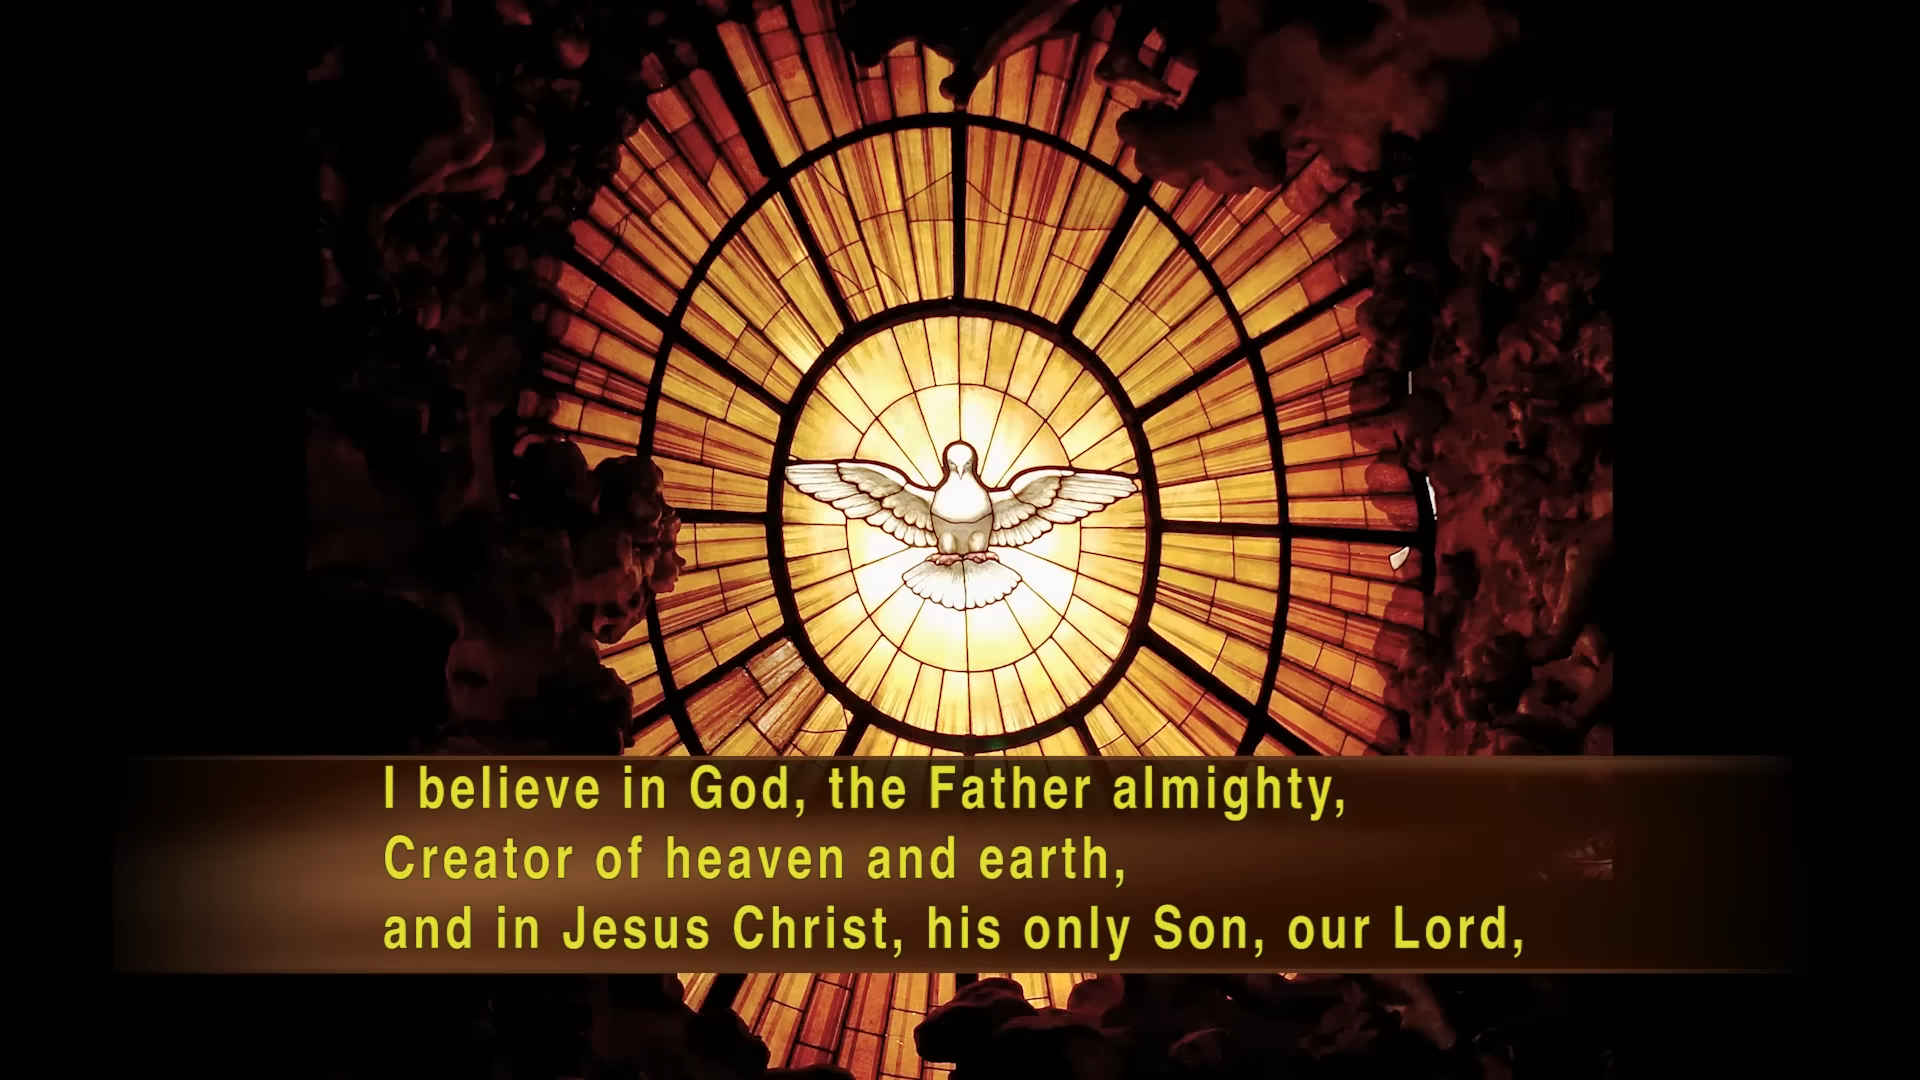 I believe in God, the Father almighty,
Creator of heaven and earth,
and in Jesus Christ, his only Son, our Lord,